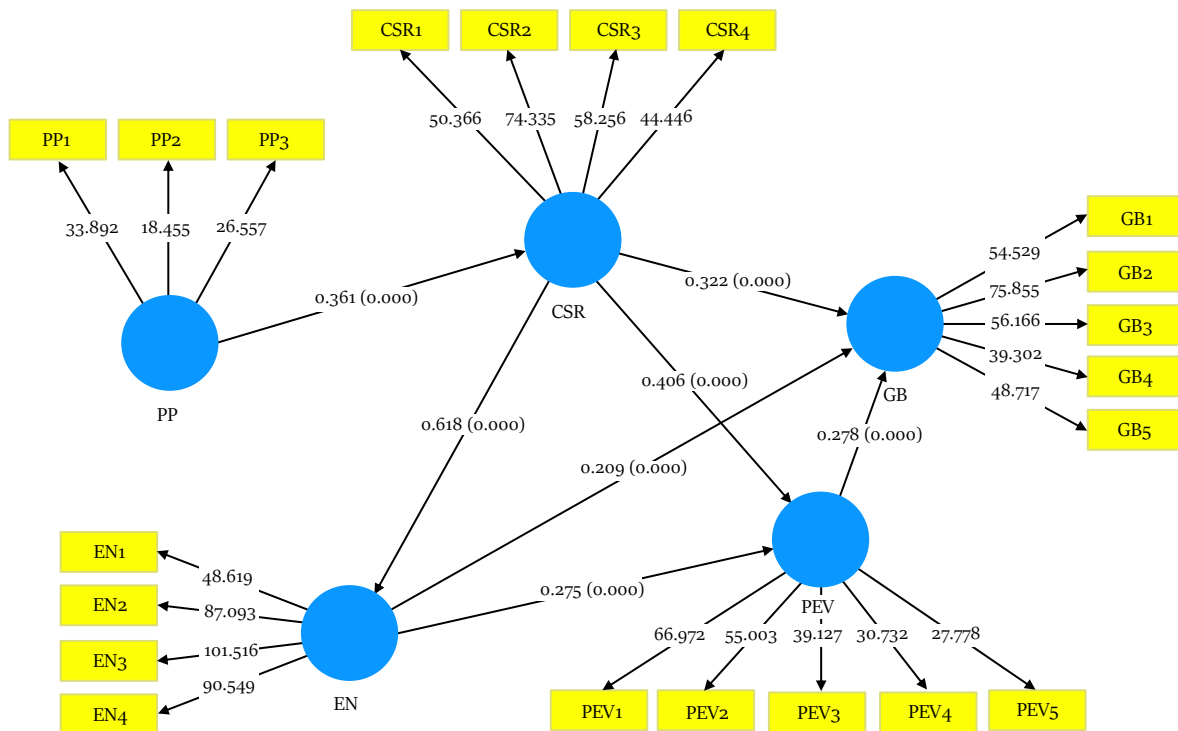 CSR1 CSR2 CSR3 CSR4
50.366 74.335 58.256 44.446
PP1 PP2 PP3
33.892 18.455 26.557
PP
0.361 (0.000)
CSR
0.322 (0.000)
GB1
GB2
GB3
GB4
GB5
54.529
75.855
56.166
39.302
48.717
GB
0.406 (0.000)
0.618 (0.000)
0.278 (0.000)
0.209 (0.000)
EN1
EN2
EN3
EN4
48.619
87.093
101.516
90.549
EN
0.275 (0.000)
PEV
66.972 55.003 39.127 30.732 27.778
PEV1 PEV2 PEV3 PEV4 PEV5